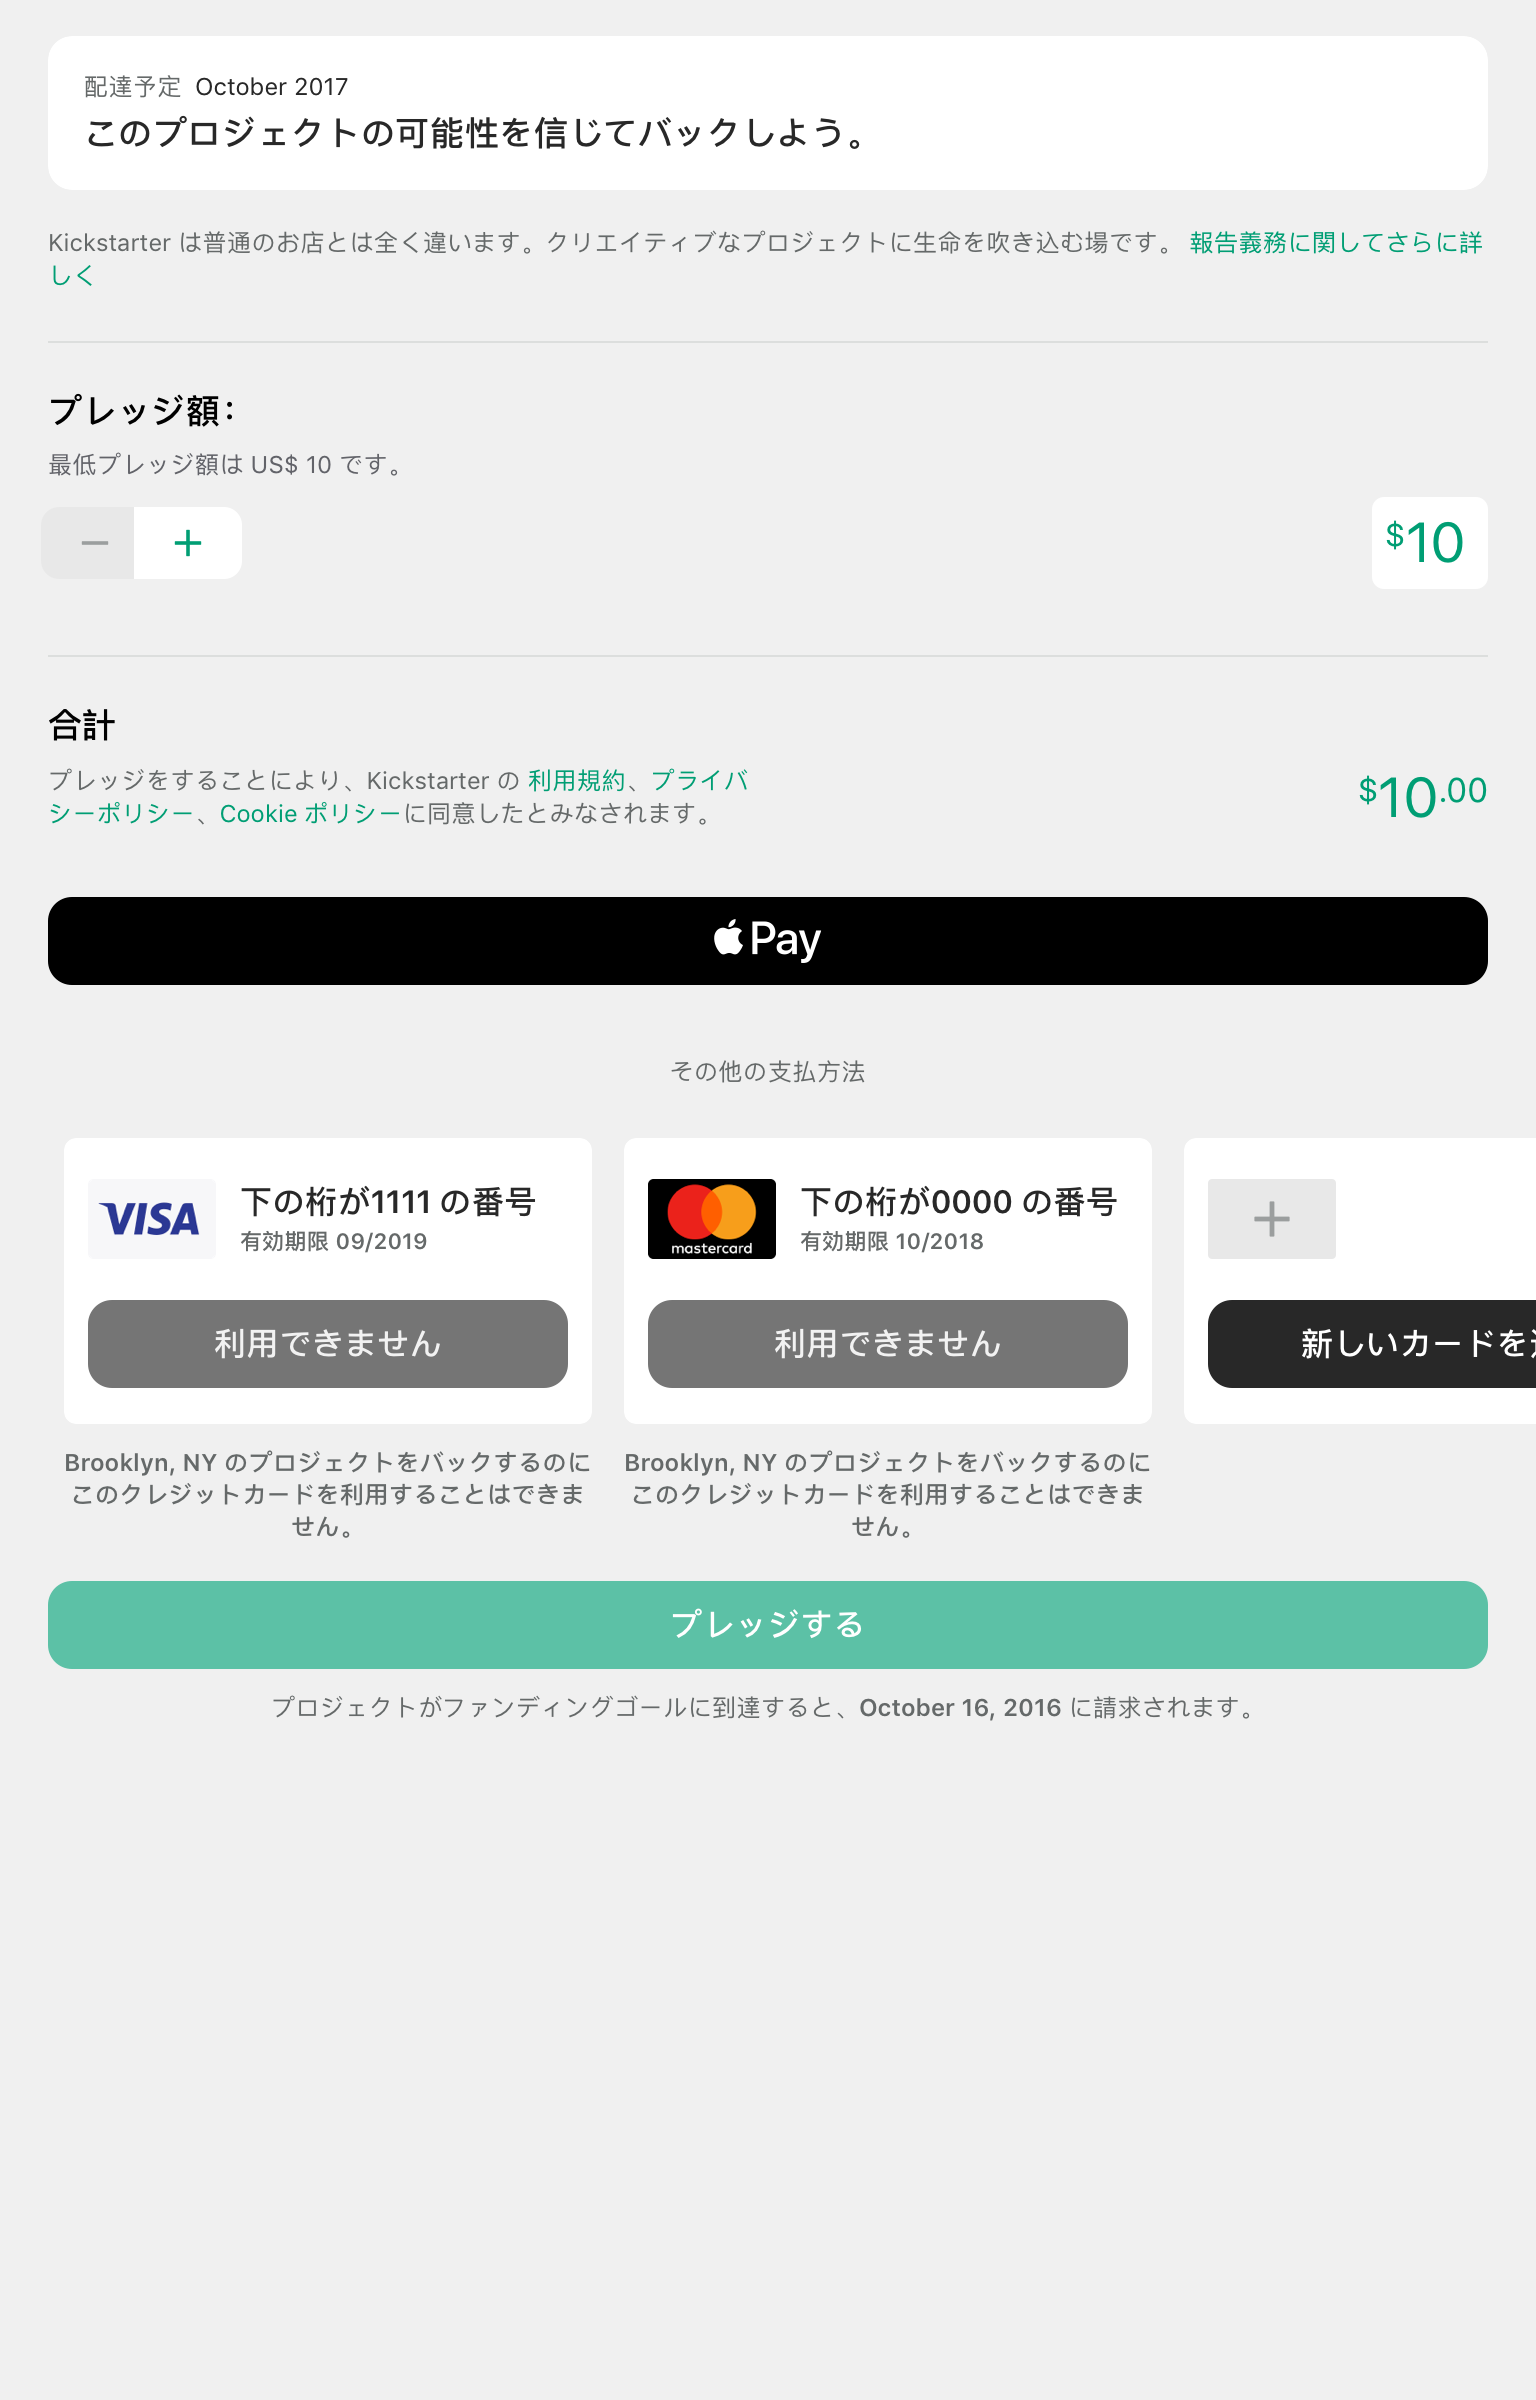 配達予定 October 2017
このプロジェクトの可能性を信じてバックしよう。
Kickstarter は普通のお店とは全く違います。クリエイティブなプロジェクトに生命を吹き込む場です。 報告義務に関してさらに詳
しく
プレッジ額：
最低プレッジ額は US$ 10 です。
− +
$10
合計
プレッジをすることにより、Kickstarter の 利用規約、プライバ
シーポリシー、Cookie ポリシーに同意したとみなされます。
$10.00
Pay
その他の支払方法
VISA
下の桁が1111 の番号
有効期限 09/2019
利用できません
Brooklyn, NY のプロジェクトをバックするのに
このクレジットカードを利用することはできま
せん。
mastercard
下の桁が0000 の番号
有効期限 10/2018
利用できません
Brooklyn, NY のプロジェクトをバックするのに
このクレジットカードを利用することはできま
せん。
+
新しいカードを
プレッジする
プロジェクトがファンディングゴールに到達すると、October 16, 2016 に請求されます。